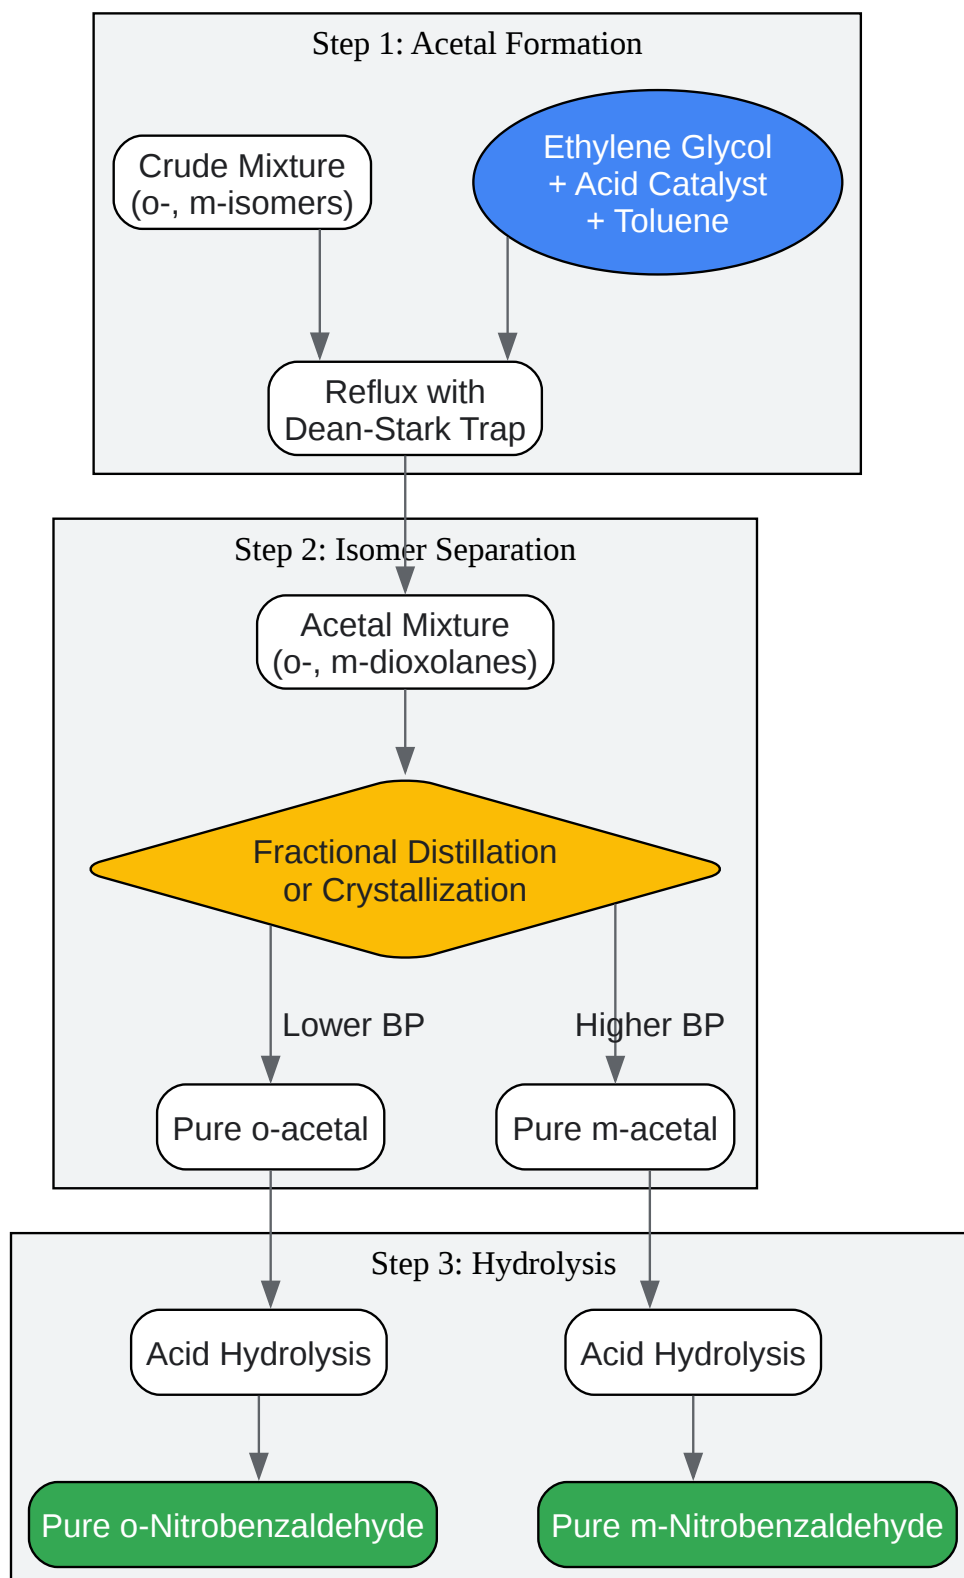 Step 1: Acetal Formation
Crude Mixture
(o-, m-isomers)
Ethylene Glycol
+ Acid Catalyst
+ Toluene
Reflux with
Dean-Stark Trap
Step 2: Isomer Separation
Acetal Mixture
(o-, m-dioxolanes)
Fractional Distillation
or Crystallization
Lower BP
Higher BP
Pure o-acetal
Pure m-acetal
Step 3: Hydrolysis
Acid Hydrolysis
Acid Hydrolysis
Pure o-Nitrobenzaldehyde
Pure m-Nitrobenzaldehyde